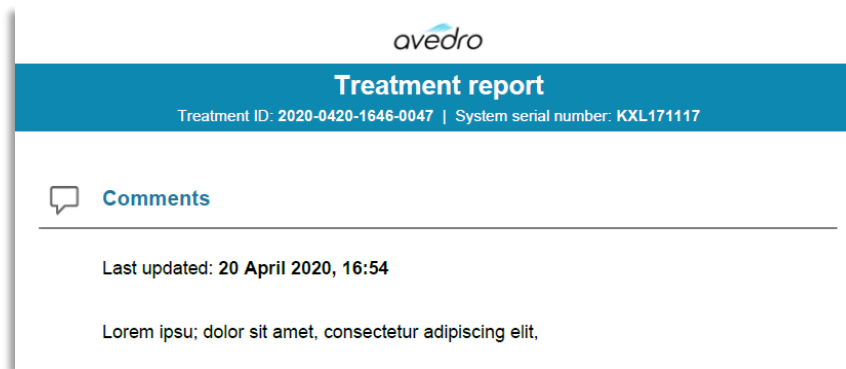 avedro
Treatment report
Treatment ID: 2020-0420-1646-0047 | System serial number: KXL171117
Comments
Last updated: 20 April 2020, 16:54
Lorem ipsu; dolor sit amet, consectetur adipiscing elit,